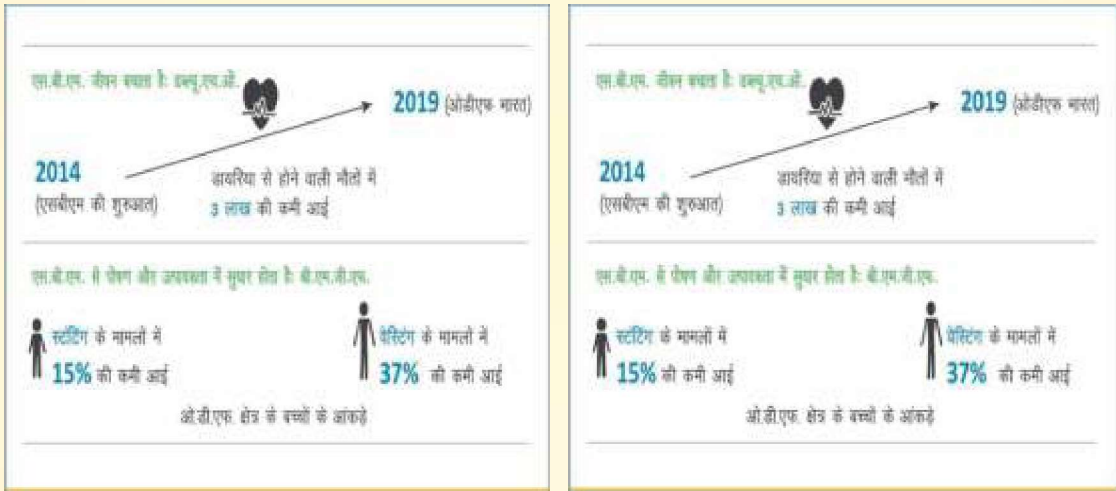 एस.बी.एम. जीवन बचाता है: डब्ल्यू.एच.ओ.
2019 (ओडीएफ भारत)
2014
(एसबीएम की शुरुआत)
डायरिया से होने वाली मौतों में
3 लाख की कमी आई
एस.बी.एम. से पोषण और उत्पादकता में सुधार होता है: बी.एम.जी.एफ.
स्टंटिंग के मामलों में
15% की कमी आई
वेस्टिंग के मामलों में
37% की कमी आई
ओ.डी.एफ. क्षेत्र के बच्चों के आंकड़े
एस.बी.एम. जीवन बचाता है: डब्ल्यू.एच.ओ.
2019 (ओडीएफ भारत)
2014
(एसबीएम की शुरुआत)
डायरिया से होने वाली मौतों में
3 लाख की कमी आई
एस.बी.एम. से पोषण और उत्पादकता में सुधार होता है: बी.एम.जी.एफ.
स्टंटिंग के मामलों में
15% की कमी आई
वेस्टिंग के मामलों में
37% की कमी आई
ओ.डी.एफ. क्षेत्र के बच्चों के आंकड़े